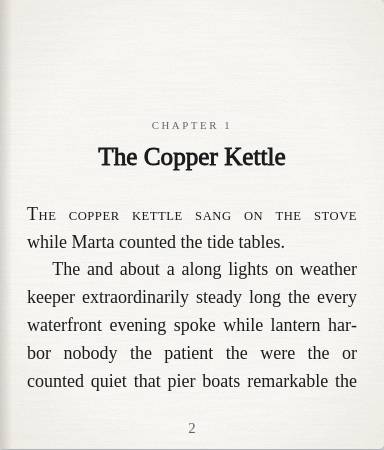 CHAPTER 1
The Copper Kettle
The copper kettle sang on the stove
while Marta counted the tide tables.
The and about a along lights on weather
keeper extraordinarily steady long the every
waterfront evening spoke while lantern har-
bor nobody the patient the were the or
counted quiet that pier boats remarkable the
2